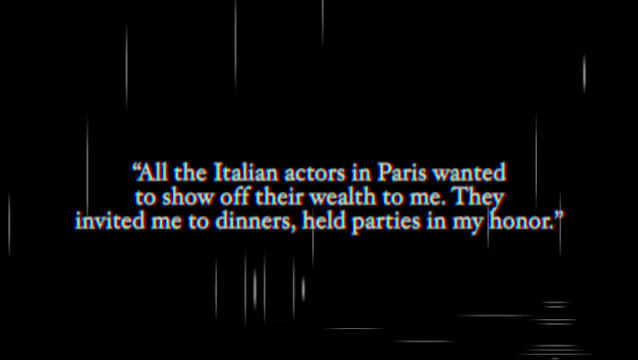 “All the Italian actors in Paris wanted
to show off their wealth to me. They
invited me to dinners, held parties in my honor.”